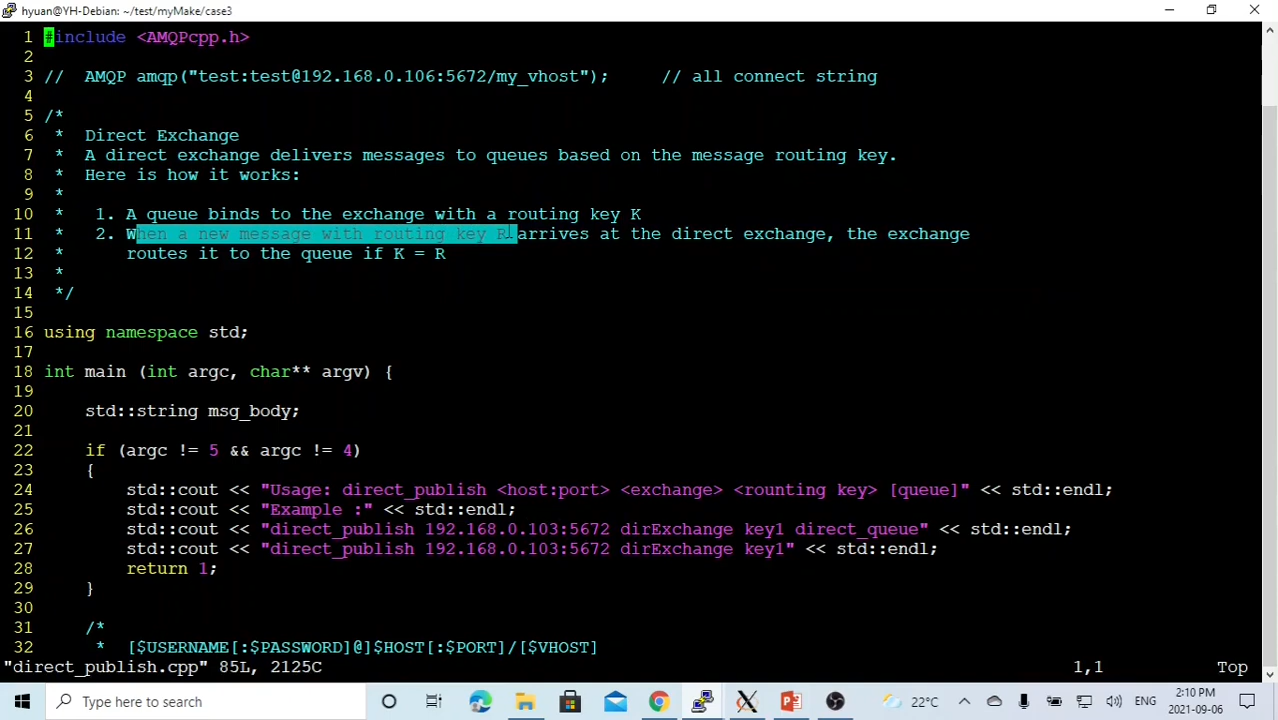 hyuan@YH-Debian: ~/test/myMake/case3
1 #include <AMQPcpp.h>
2
3 // AMQP amqp("test:test@192.168.0.106:5672/my_vhost"); // all connect string
4
5 /*
6 * Direct Exchange
7 * A direct exchange delivers messages to queues based on the message routing key.
8 * Here is how it works:
9 *
10 * 1. A queue binds to the exchange with a routing key K
11 * 2. When a new message with routing key R arrives at the direct exchange, the exchange
12 * routes it to the queue if K = R
13 *
14 */
15
16 using namespace std;
17
18 int main (int argc, char** argv) {
19
20 std::string msg_body;
21
22 if (argc != 5 && argc != 4)
23 {
24 std::cout << "Usage: direct_publish <host:port> <exchange> <rounting key> [queue]" << std::endl;
25 std::cout << "Example :" << std::endl;
26 std::cout << "direct_publish 192.168.0.103:5672 dirExchange key1 direct_queue" << std::endl;
27 std::cout << "direct_publish 192.168.0.103:5672 dirExchange key1" << std::endl;
28 return 1;
29 }
30
31 /*
32 * [$USERNAME[:$PASSWORD]@]$HOST[:$PORT]/[$VHOST]
"direct_publish.cpp" 85L, 2125C 1,1 Top
Type here to search
22°C
ENG
2:10 PM
2021-09-06